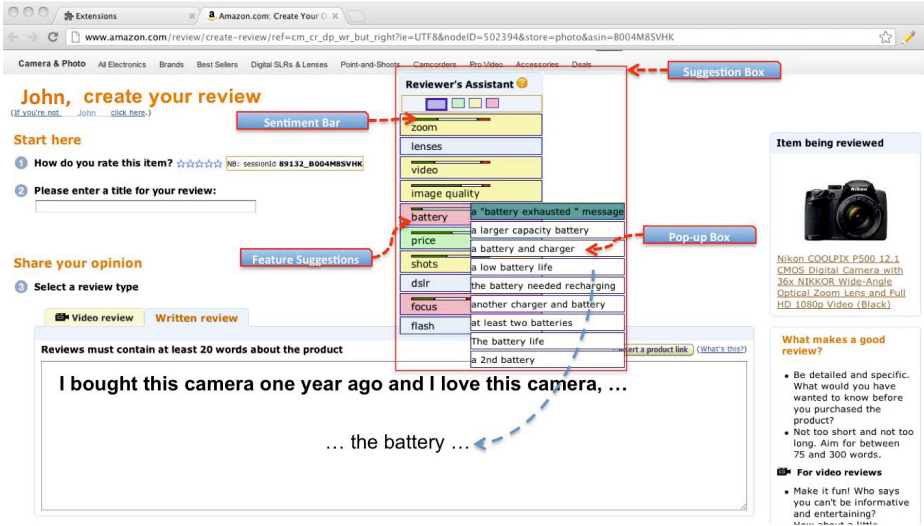 Extensions
Amazon.com: Create Your O
www.amazon.com/review/create-review/ref=cm_cr_dp_wr_but_right?ie=UTF8&nodeID=502394&store=photo&asin=B004M8SVHK
Camera & Photo All Electronics Brands Best Sellers Digital SLRs & Lenses Point-and-Shoots Camcorders Pro Video Accessories Deals
Suggestion Box
Reviewer's Assistant
John, create your review
(If you're not John click here.)
Sentiment Bar
zoom
lenses
video
image quality
battery
price
shots
dslr
focus
flash
a "battery exhausted " message
a larger capacity battery
a battery and charger
a low battery life
the battery needed recharging
another charger and battery
at least two batteries
The battery life
a 2nd battery
Pop-up Box
Feature Suggestions
Start here
1 How do you rate this item? NB: sessionId 89132_B004M8SVHK
2 Please enter a title for your review:
Share your opinion
3 Select a review type
Video review Written review
Reviews must contain at least 20 words about the product
ert a product link (What's this?)
I bought this camera one year ago and I love this camera, ...
... the battery ...
Item being reviewed
Nikon
Nikon COOLPIX P500 12.1
CMOS Digital Camera with
36x NIKKOR Wide-Angle
Optical Zoom Lens and Full
HD 1080p Video (Black)
What makes a good
review?
• Be detailed and specific.
What would you have
wanted to know before
you purchased the
product?
• Not too short and not too
long. Aim for between
75 and 300 words.
For video reviews
• Make it fun! Who says
you can't be informative
and entertaining?
How about a little